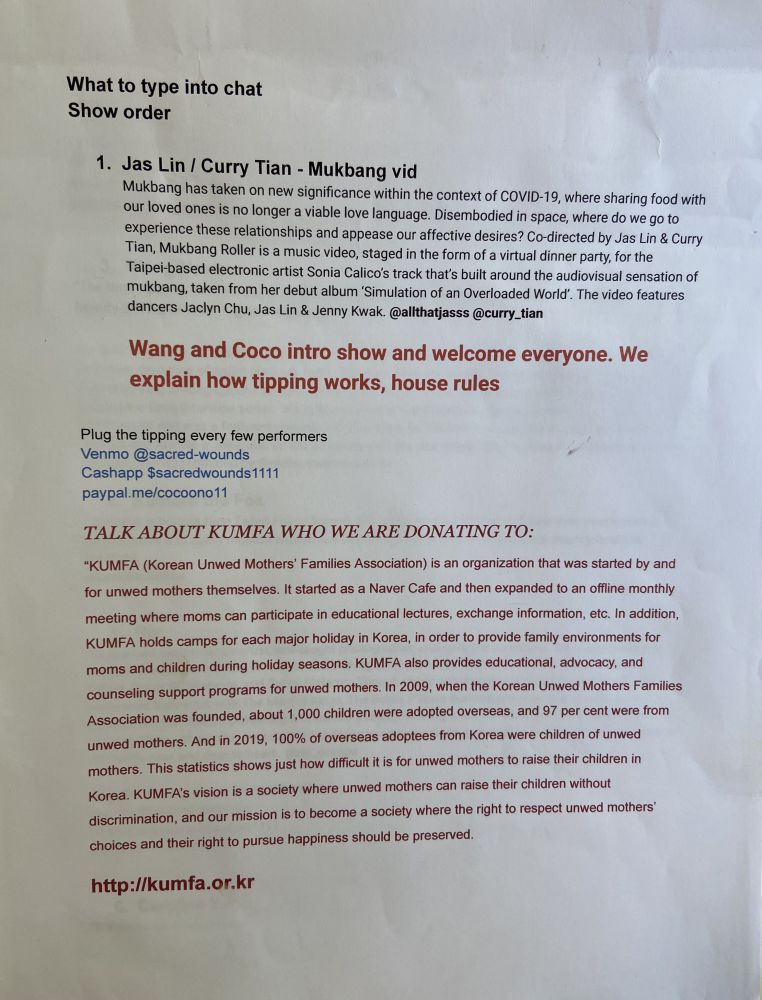 What to type into chat
Show order
1. Jas Lin / Curry Tian - Mukbang vid
Mukbang has taken on new significance within the context of COVID-19, where sharing food with
our loved ones is no longer a viable love language. Disembodied in space, where do we go to
experience these relationships and appease our affective desires? Co-directed by Jas Lin & Curry
Tian, Mukbang Roller is a music video, staged in the form of a virtual dinner party, for the
Taipei-based electronic artist Sonia Calico's track that's built around the audiovisual sensation of
mukbang, taken from her debut album 'Simulation of an Overloaded World'. The video features
dancers Jaclyn Chu, Jas Lin & Jenny Kwak. @allthatjasss @curry_tian
Wang and Coco intro show and welcome everyone. We
explain how tipping works, house rules
Plug the tipping every few performers
Venmo @sacred-wounds
Cashapp $sacredwounds1111
paypal.me/cocoono11
TALK ABOUT KUMFA WHO WE ARE DONATING TO:
"KUMFA (Korean Unwed Mothers' Families Association) is an organization that was started by and
for unwed mothers themselves. It started as a Naver Cafe and then expanded to an offline monthly
meeting where moms can participate in educational lectures, exchange information, etc. In addition,
KUMFA holds camps for each major holiday in Korea, in order to provide family environments for
moms and children during holiday seasons. KUMFA also provides educational, advocacy, and
counseling support programs for unwed mothers. In 2009, when the Korean Unwed Mothers Families
Association was founded, about 1,000 children were adopted overseas, and 97 per cent were from
unwed mothers. And in 2019, 100% of overseas adoptees from Korea were children of unwed
mothers. This statistics shows just how difficult it is for unwed mothers to raise their children in
Korea. KUMFA's vision is a society where unwed mothers can raise their children without
discrimination, and our mission is to become a society where the right to respect unwed mothers'
choices and their right to pursue happiness should be preserved.
http://kumfa.or.kr